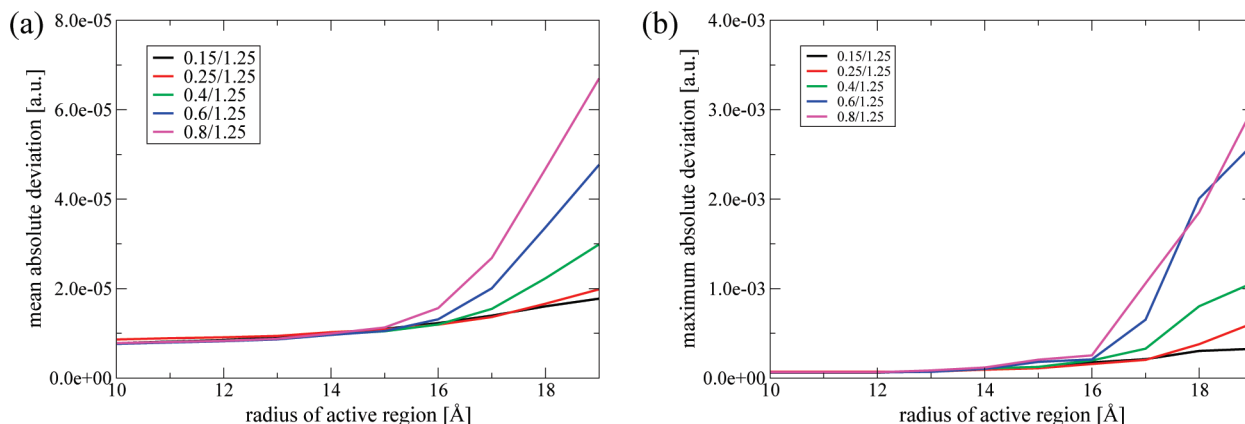 (a)
8.0e-05
6.0e-05
4.0e-05
2.0e-05
0.0e+00
mean absolute deviation [a.u.]
0.15/1.25
0.25/1.25
0.4/1.25
0.6/1.25
0.8/1.25
10 12 14 16 18
radius of active region [Å]
(b)
4.0e-03
3.0e-03
2.0e-03
1.0e-03
0.0e+00
maximum absolute deviation [a.u.]
0.15/1.25
0.25/1.25
0.4/1.25
0.6/1.25
0.8/1.25
10 12 14 16 18
radius of active region [Å]